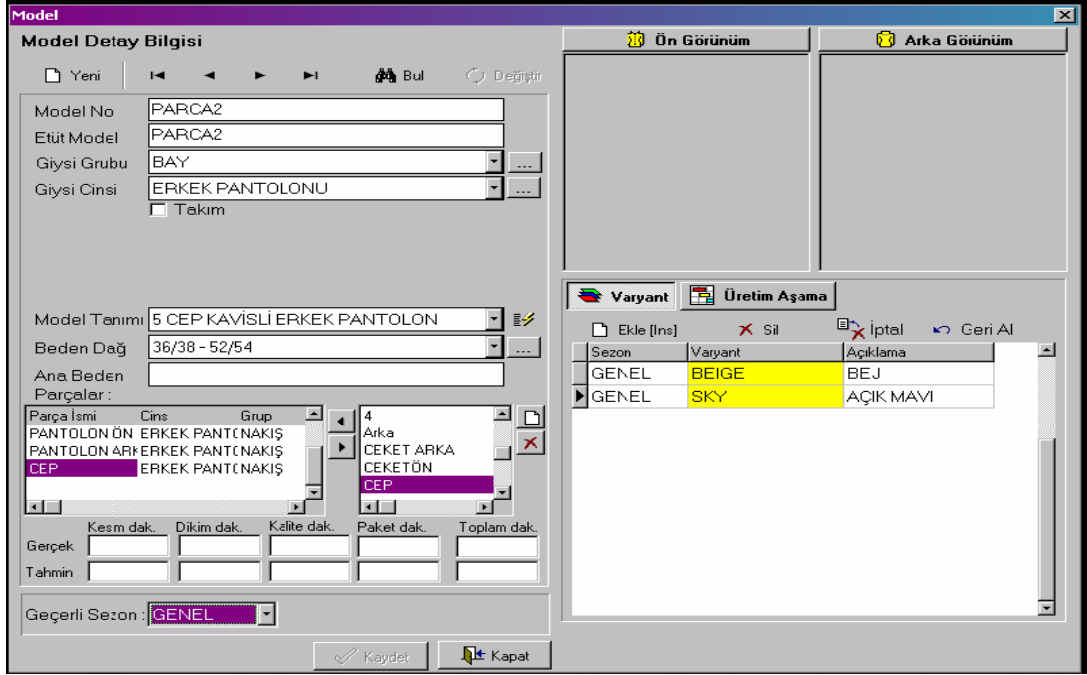 Model
Model Detay Bilgisi
Yeni Bul Değiştir
Model No PARCA2
Etüt Model PARCA2
Giysi Grubu BAY ...
Giysi Cinsi ERKEK PANTOLONU ...
Takım
Model Tanımı 5 CEP KAVİSLİ ERKEK PANTOLON
Beden Dağ 36/38 - 52/54 ...
Ana Beden
Parçalar :
Parça İsmi Cins Grup
PANTOLON ÖN ERKEK PANT( NAKIŞ
PANTOLON ARK ERKEK PANT( NAKIŞ
CEP ERKEK PANT( NAKIŞ
4
Arka
CEKET ARKA
CEKETÖN
CEP
Kesm dak. Dikim dak. Kalite dak. Paket dak. Toplam dak.
Gerçek
Tahmin
Geçerli Sezon : GENEL
Kaydet Kapat
Ön Görünüm Arka Görünüm
Varyant Üretim Aşama
Ekle [Ins] Sil İptal Geri Al
Sezon Varyant Açıklama
GENEL BEIGE BEJ
GENEL SKY AÇIK MAVI